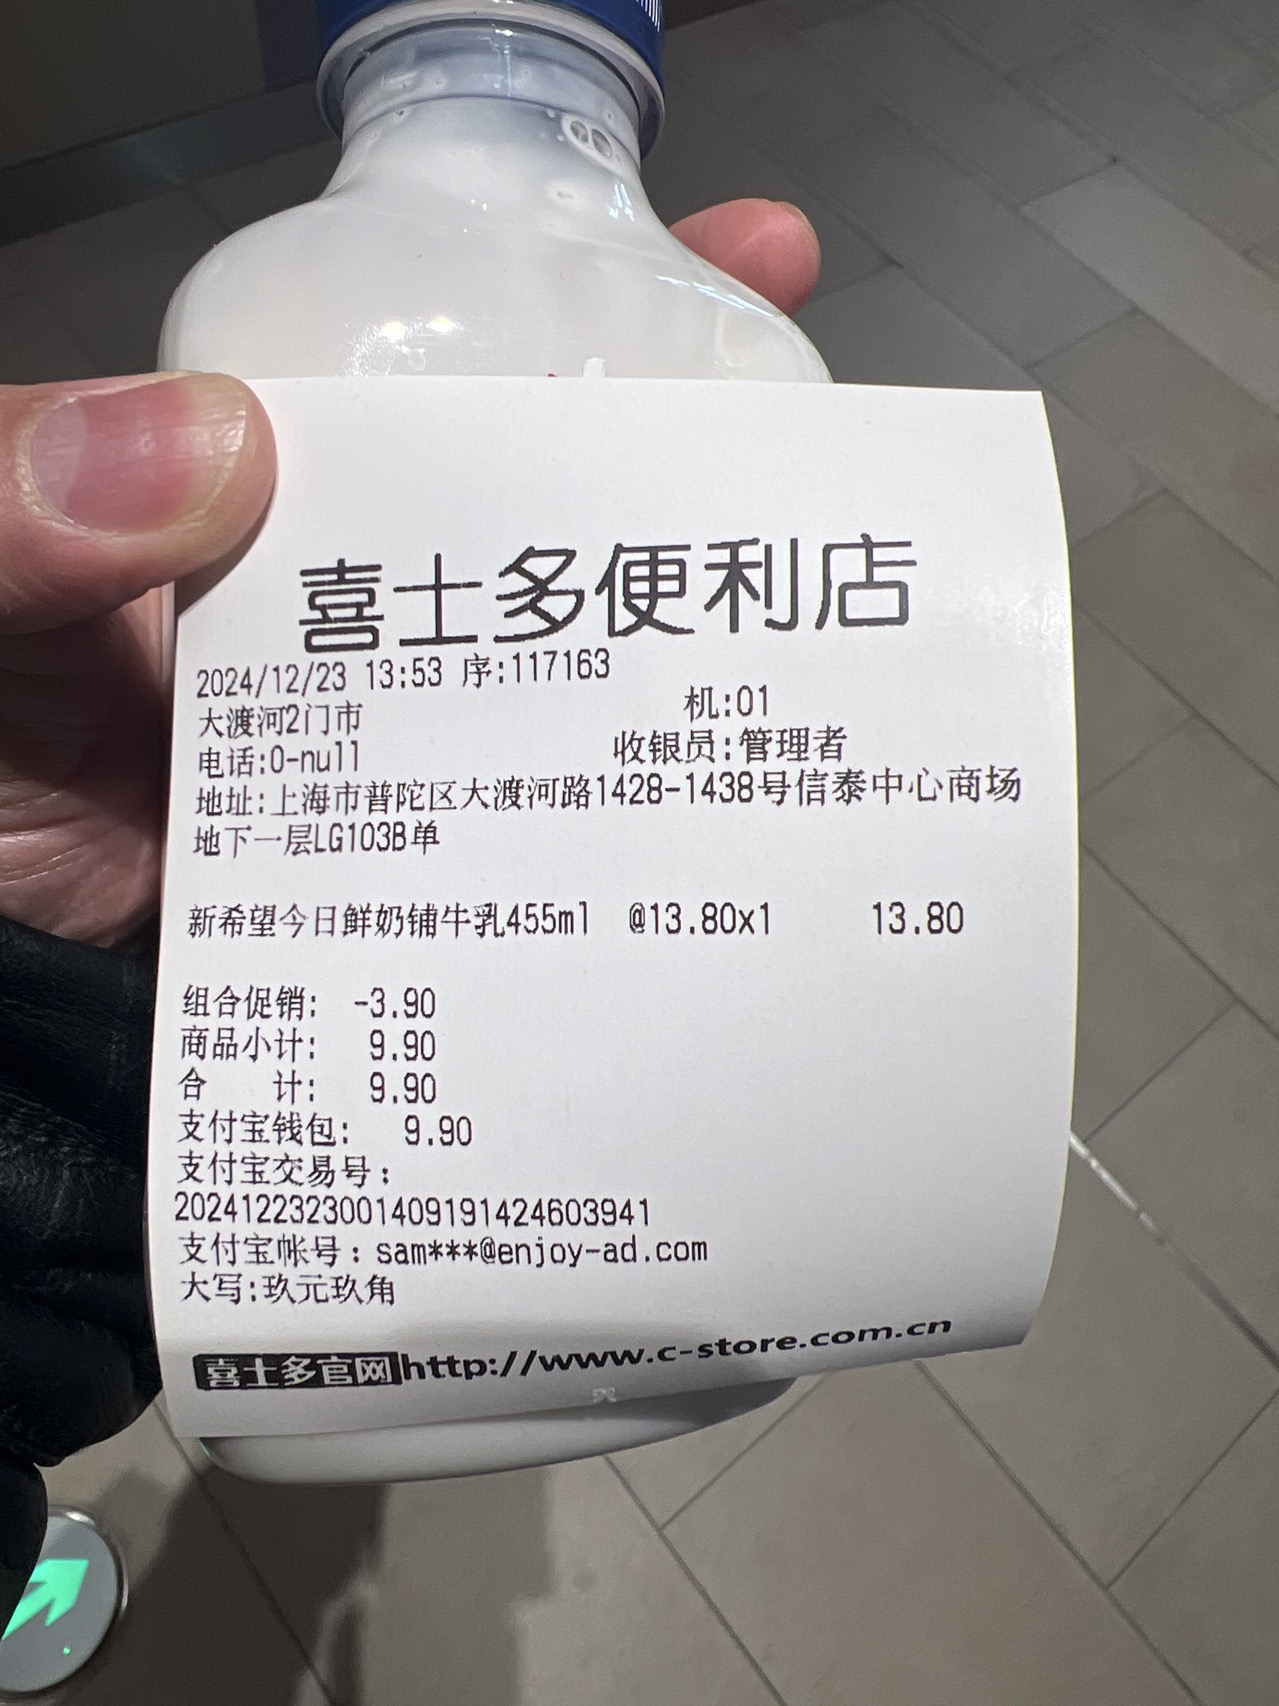 喜士多便利店
2024/12/23 13:53 序:117163
大渡河2门市 机:01
电话:0-null 收银员:管理者
地址:上海市普陀区大渡河路1428-1438号信泰中心商场
地下一层LG103B单
新希望今日鲜奶铺牛乳455ml @13.80x1 13.80
组合促销: -3.90
商品小计: 9.90
合 计: 9.90
支付宝钱包: 9.90
支付宝交易号:
2024122323001409191424603941
支付宝帐号:sam***@enjoy-ad.com
大写:玖元玖角
喜士多官网http://www.c-store.com.cn